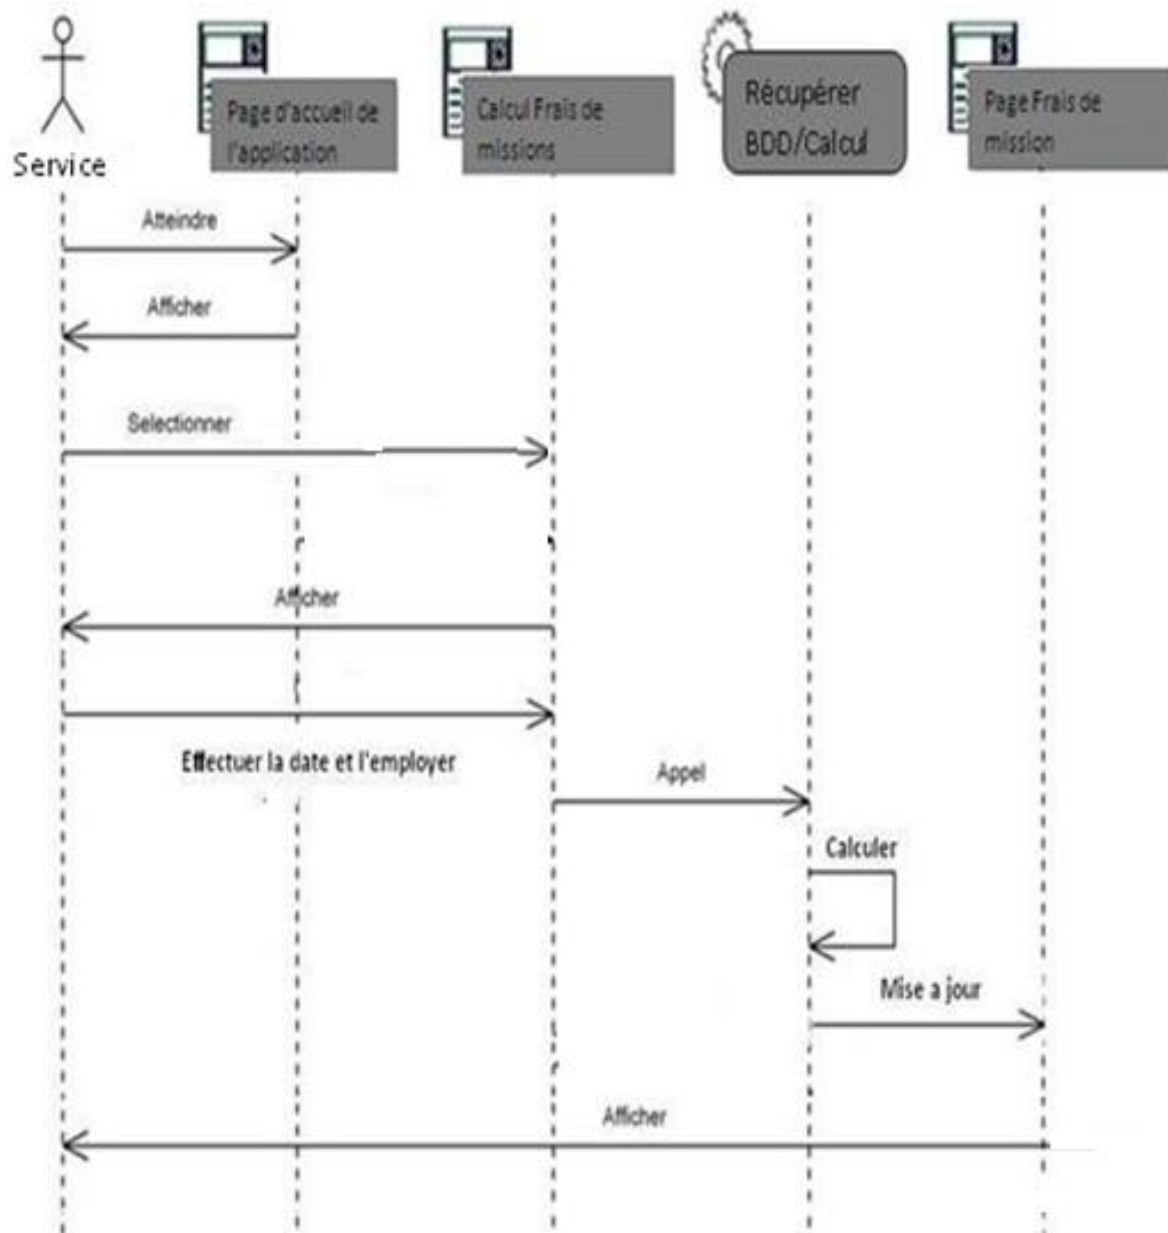 Service
Page d'accueil de
l'application
Calcul Frais de
missions
Récupérer
BDD/Calcul
Page Frais de
mission
Atteindre
Afficher
Selectionner
Afficher
Effectuer la date et l'employer
Appel
Calculer
Mise a jour
Afficher